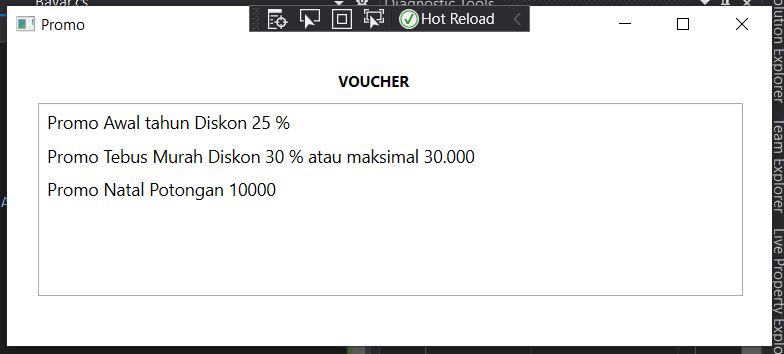 Bayar.cs
Diagnostic Tools
Hot Reload
Promo
VOUCHER
Promo Awal tahun Diskon 25 %
Promo Tebus Murah Diskon 30 % atau maksimal 30.000
Promo Natal Potongan 10000
Solution Explorer
Team Explorer
Live Property Explo
A